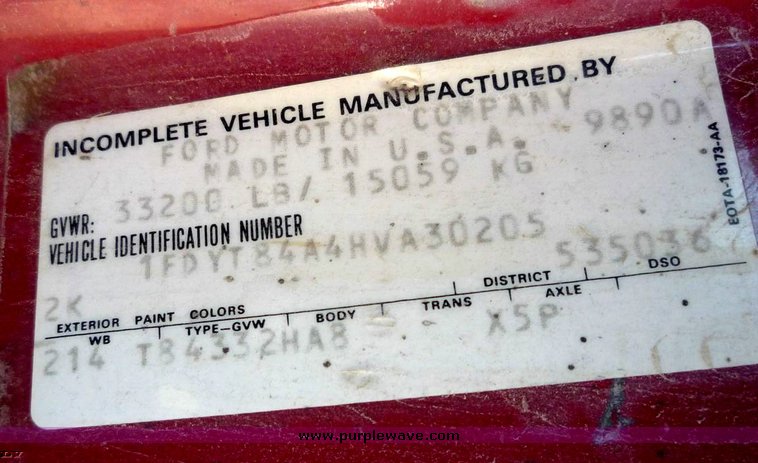 INCOMPLETE VEHICLE MANUFACTURED BY
FORD MOTOR COMPANY
MADE IN U.S.A. 9890A
GVWR: 33200 LB/ 15059 KG
VEHICLE IDENTIFICATION NUMBER
1FDYT84A4HVA30205 535036
2K
EXTERIOR PAINT COLORS DISTRICT DSO
WB TYPE-GVW BODY TRANS AXLE
214 T84332HA8 X5P
EOTA-18173-AA
www.purplewave.com